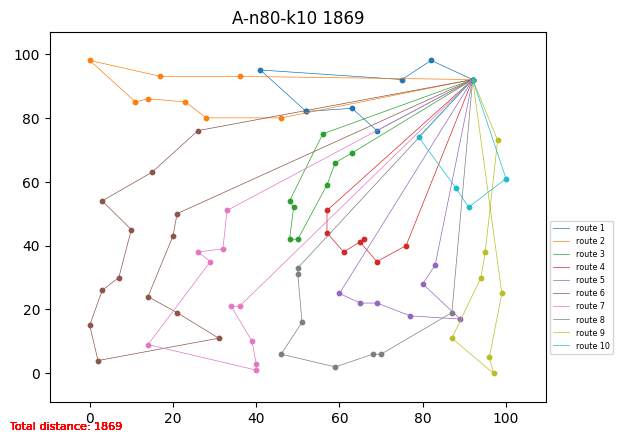 A-n80-k10 1869
100
80
60
40
20
0
0
20
40
60
80
100
route 1
route 2
route 3
route 4
route 5
route 6
route 7
route 8
route 9
route 10
Total distance: 1869